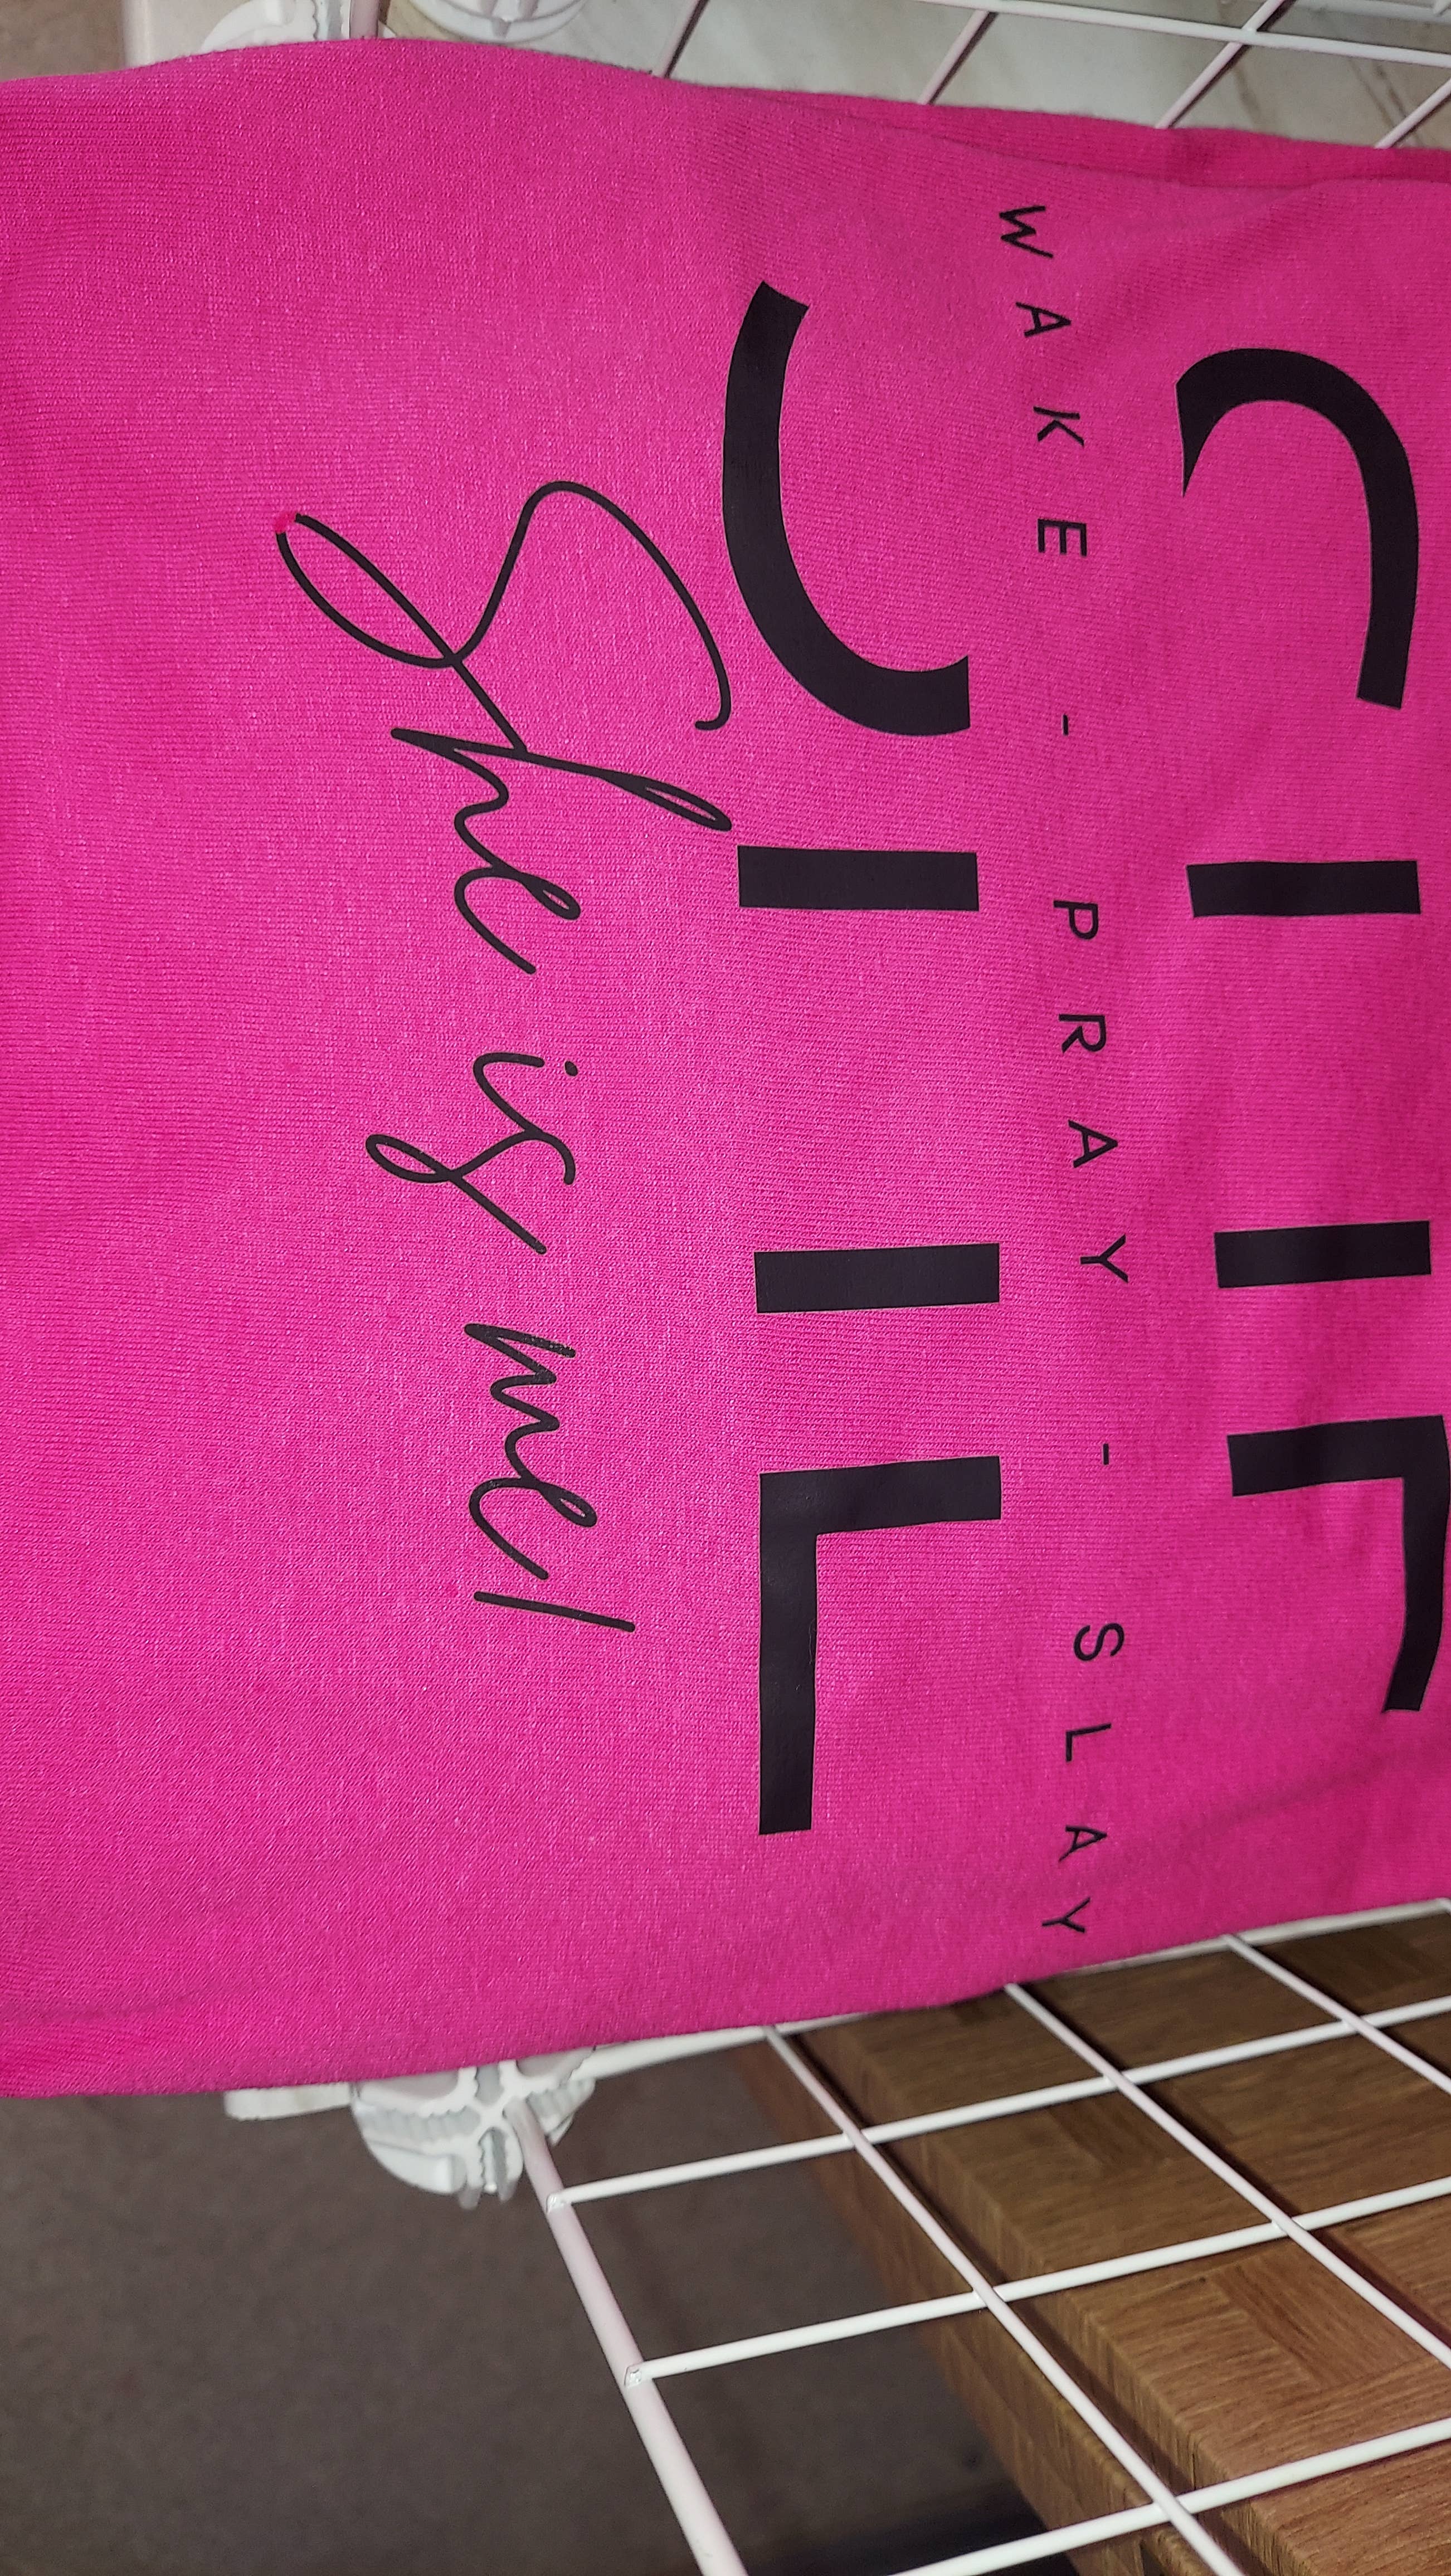 SHE
WAKE - PRAY - SLAY
She is me!